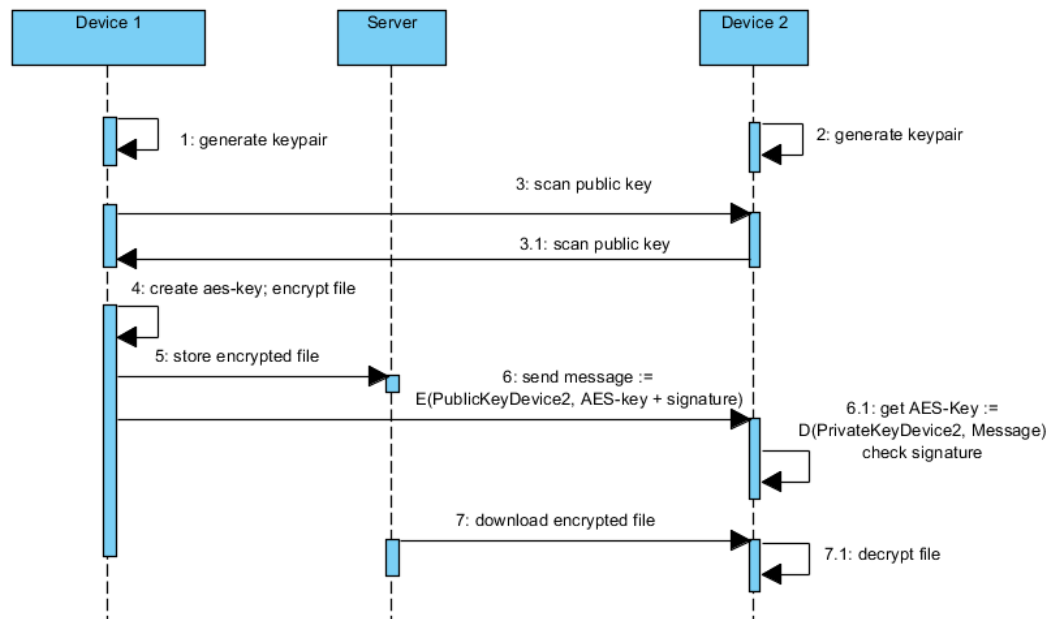 Device 1
Server
Device 2
1: generate keypair
2: generate keypair
3: scan public key
3.1: scan public key
4: create aes-key; encrypt file
5: store encrypted file
6: send message :=
E(PublicKeyDevice2, AES-key + signature)
6.1: get AES-Key :=
D(PrivateKeyDevice2, Message)
check signature
7: download encrypted file
7.1: decrypt file